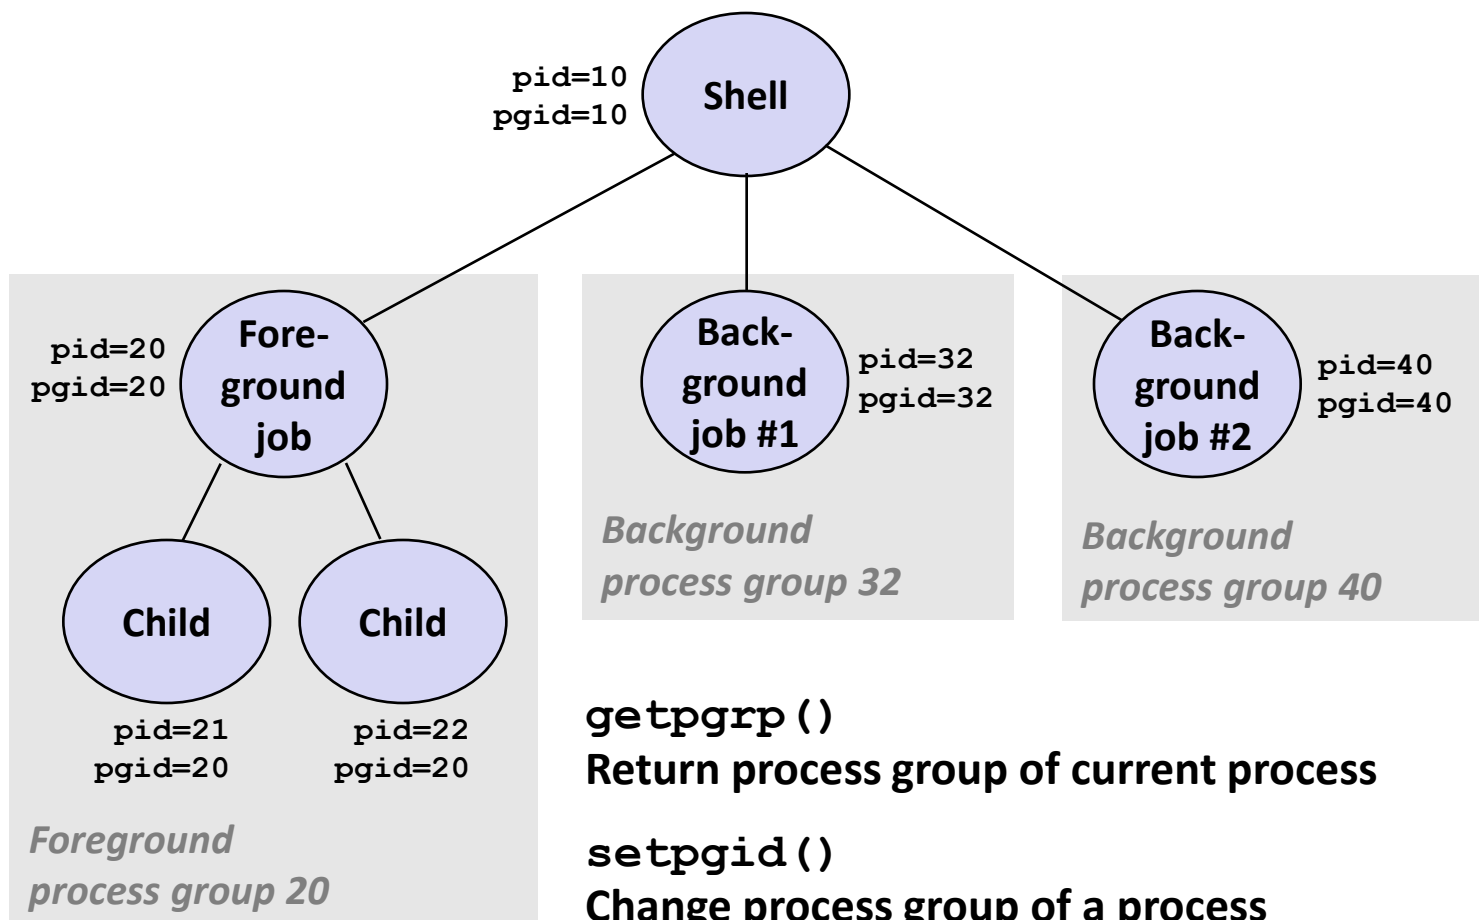 pid=10
pgid=10
Shell
pid=20
pgid=20
Fore-
ground
job
Back-
ground
job #1
pid=32
pgid=32
Back-
ground
job #2
pid=40
pgid=40
Background
process group 32
Background
process group 40
Child
Child
pid=21
pgid=20
pid=22
pgid=20
Foreground
process group 20
getpgrp()
Return process group of current process
setpgid()
Change process group of a process